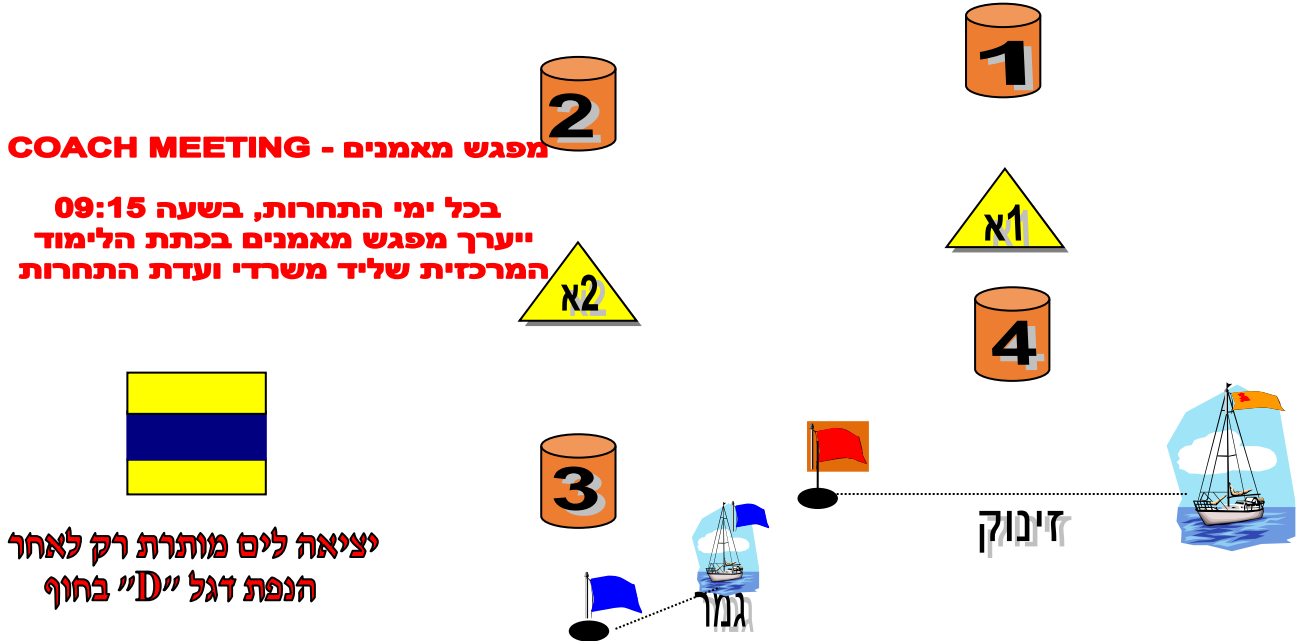 1
2
מפגש מאמנים - COACH MEETING
בכל ימי התחרות, בשעה 09:15
ייערך מפגש מאמנים בכתת הלימוד
המרכזית שליד משרדי ועדת התחרות
1א
2א
4
3
זינוק
יציאה לים מותרת רק לאחר
הנפת דגל "D" בחוף
גמר